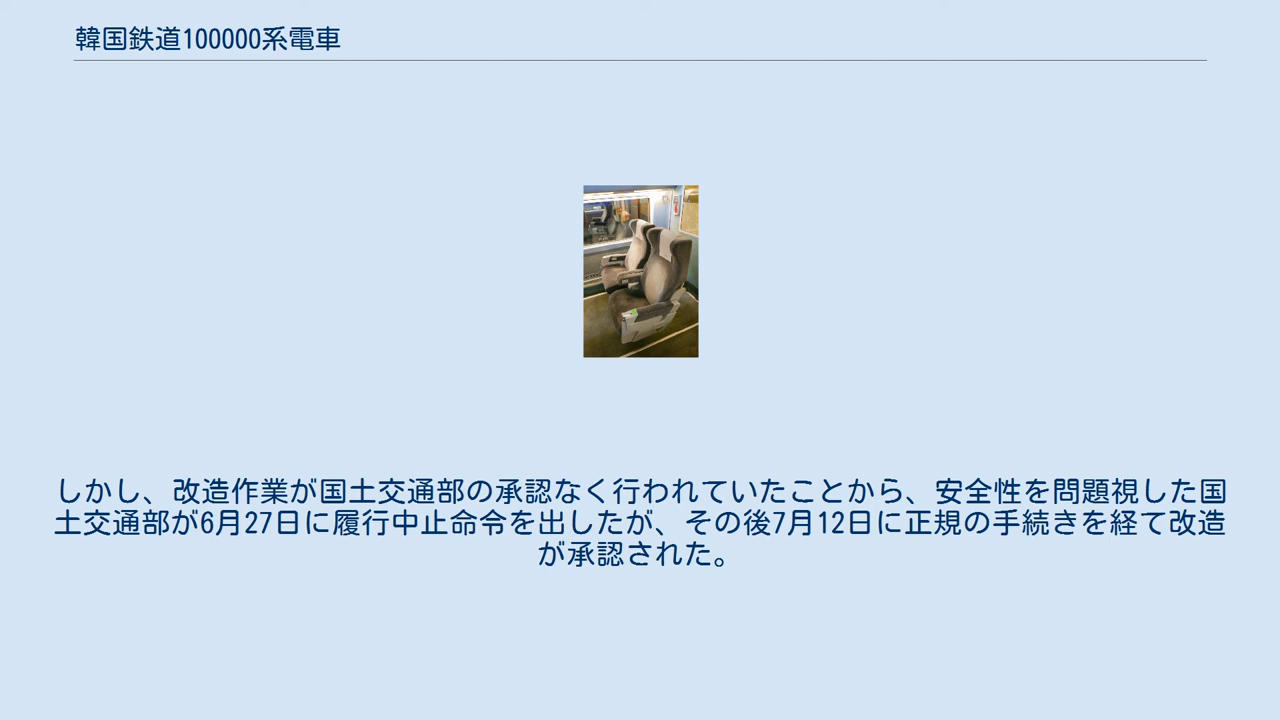 韓国鉄道100000系電車
しかし、改造作業が国土交通部の承認なく行われていたことから、安全性を問題視した国
土交通部が6月27日に履行中止命令を出したが、その後7月12日に正規の手続きを経て改造
が承認された。